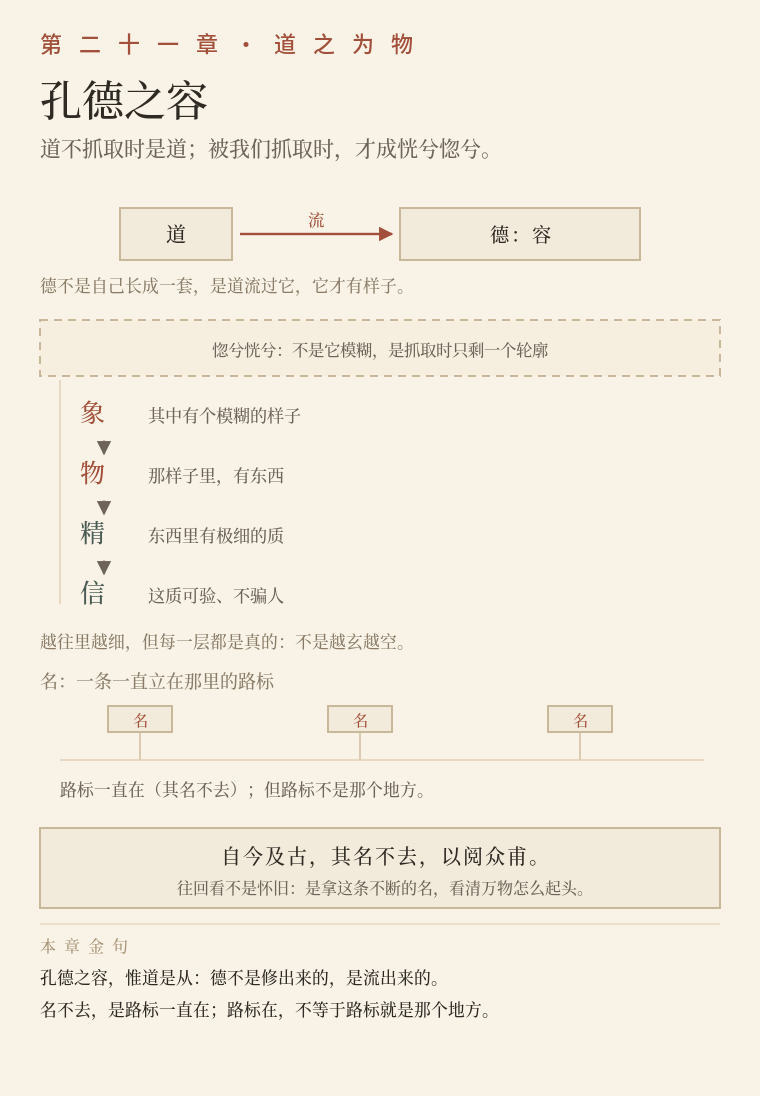 第二十一章·道之为物
孔德之容
道不抓取时是道；被我们抓取时，才成恍兮惚兮。
道
流
德：容
德不是自己长成一套，是道流过它，它才有样子。
惚兮恍兮：不是它模糊，是抓取时只剩一个轮廓
象 其中有个模糊的样子
物 那样子里，有东西
精 东西里有极细的质
信 这质可验、不骗人
越往里越细，但每一层都是真的：不是越玄越空。
名：一条一直立在那里的路标
名 名 名
路标一直在（其名不去）；但路标不是那个地方。
自今及古，其名不去，以阅众甫。
往回看不是怀旧：是拿这条不断的名，看清万物怎么起头。
本章金句
孔德之容，惟道是从：德不是修出来的，是流出来的。
名不去，是路标一直在；路标在，不等于路标就是那个地方。